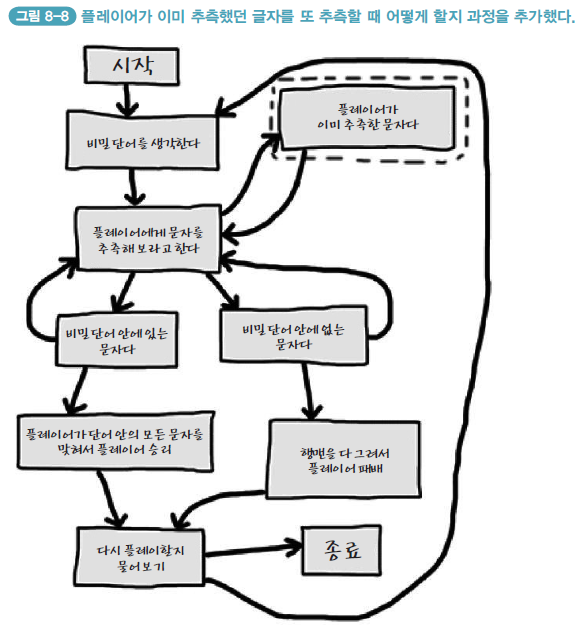 그림 8-8 플레이어가 이미 추측했던 글자를 또 추측할 때 어떻게 할지 과정을 추가했다.
시작
플레이어가
이미 추측한 문자다
비밀 단어를 생각한다
플레이어에게 문자를
추측해 보라고 한다
비밀 단어 안에 있는
문자다
비밀 단어 안에 없는
문자다
플레이어가 단어 안의 모든 문자를
맞혀서 플레이어 승리
행맨을 다 그려서
플레이어 패배
다시 플레이할지
물어보기
종료